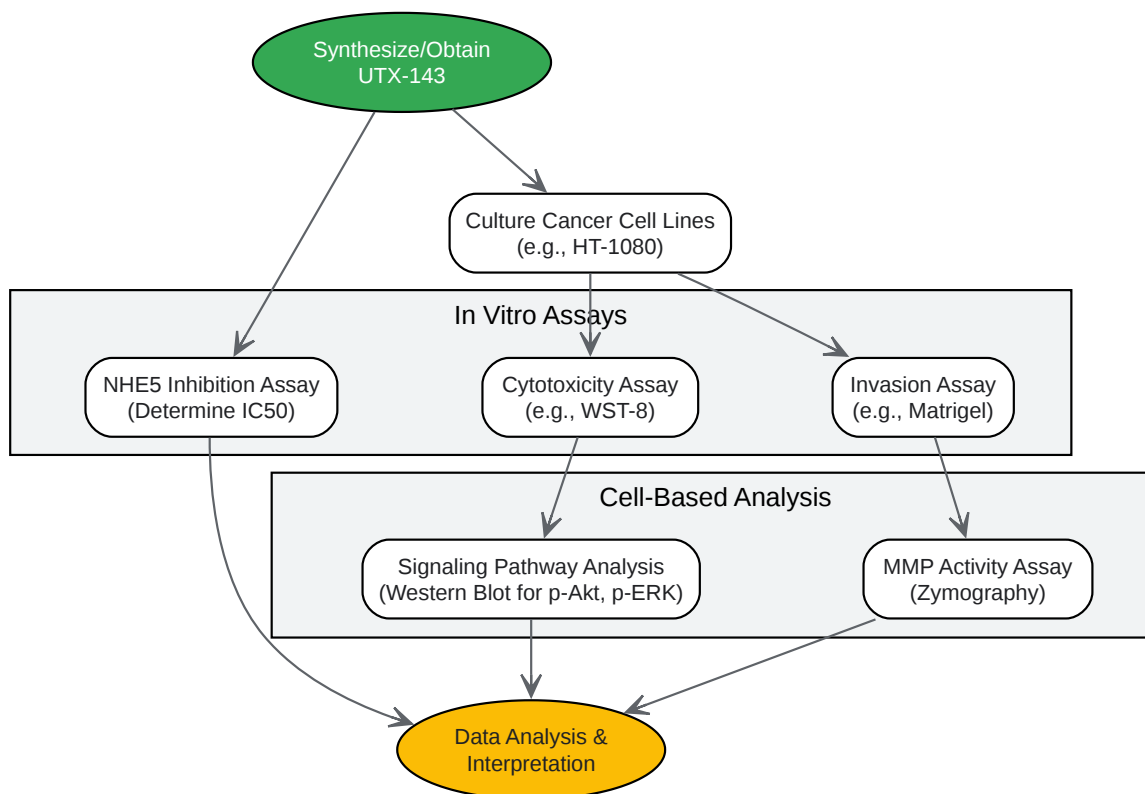 Synthesize/Obtain
UTX-143
Culture Cancer Cell Lines
(e.g., HT-1080)
In Vitro Assays
NHE5 Inhibition Assay
(Determine IC50)
Cytotoxicity Assay
(e.g., WST-8)
Invasion Assay
(e.g., Matrigel)
Cell-Based Analysis
Signaling Pathway Analysis
(Western Blot for p-Akt, p-ERK)
MMP Activity Assay
(Zymography)
Data Analysis &
Interpretation